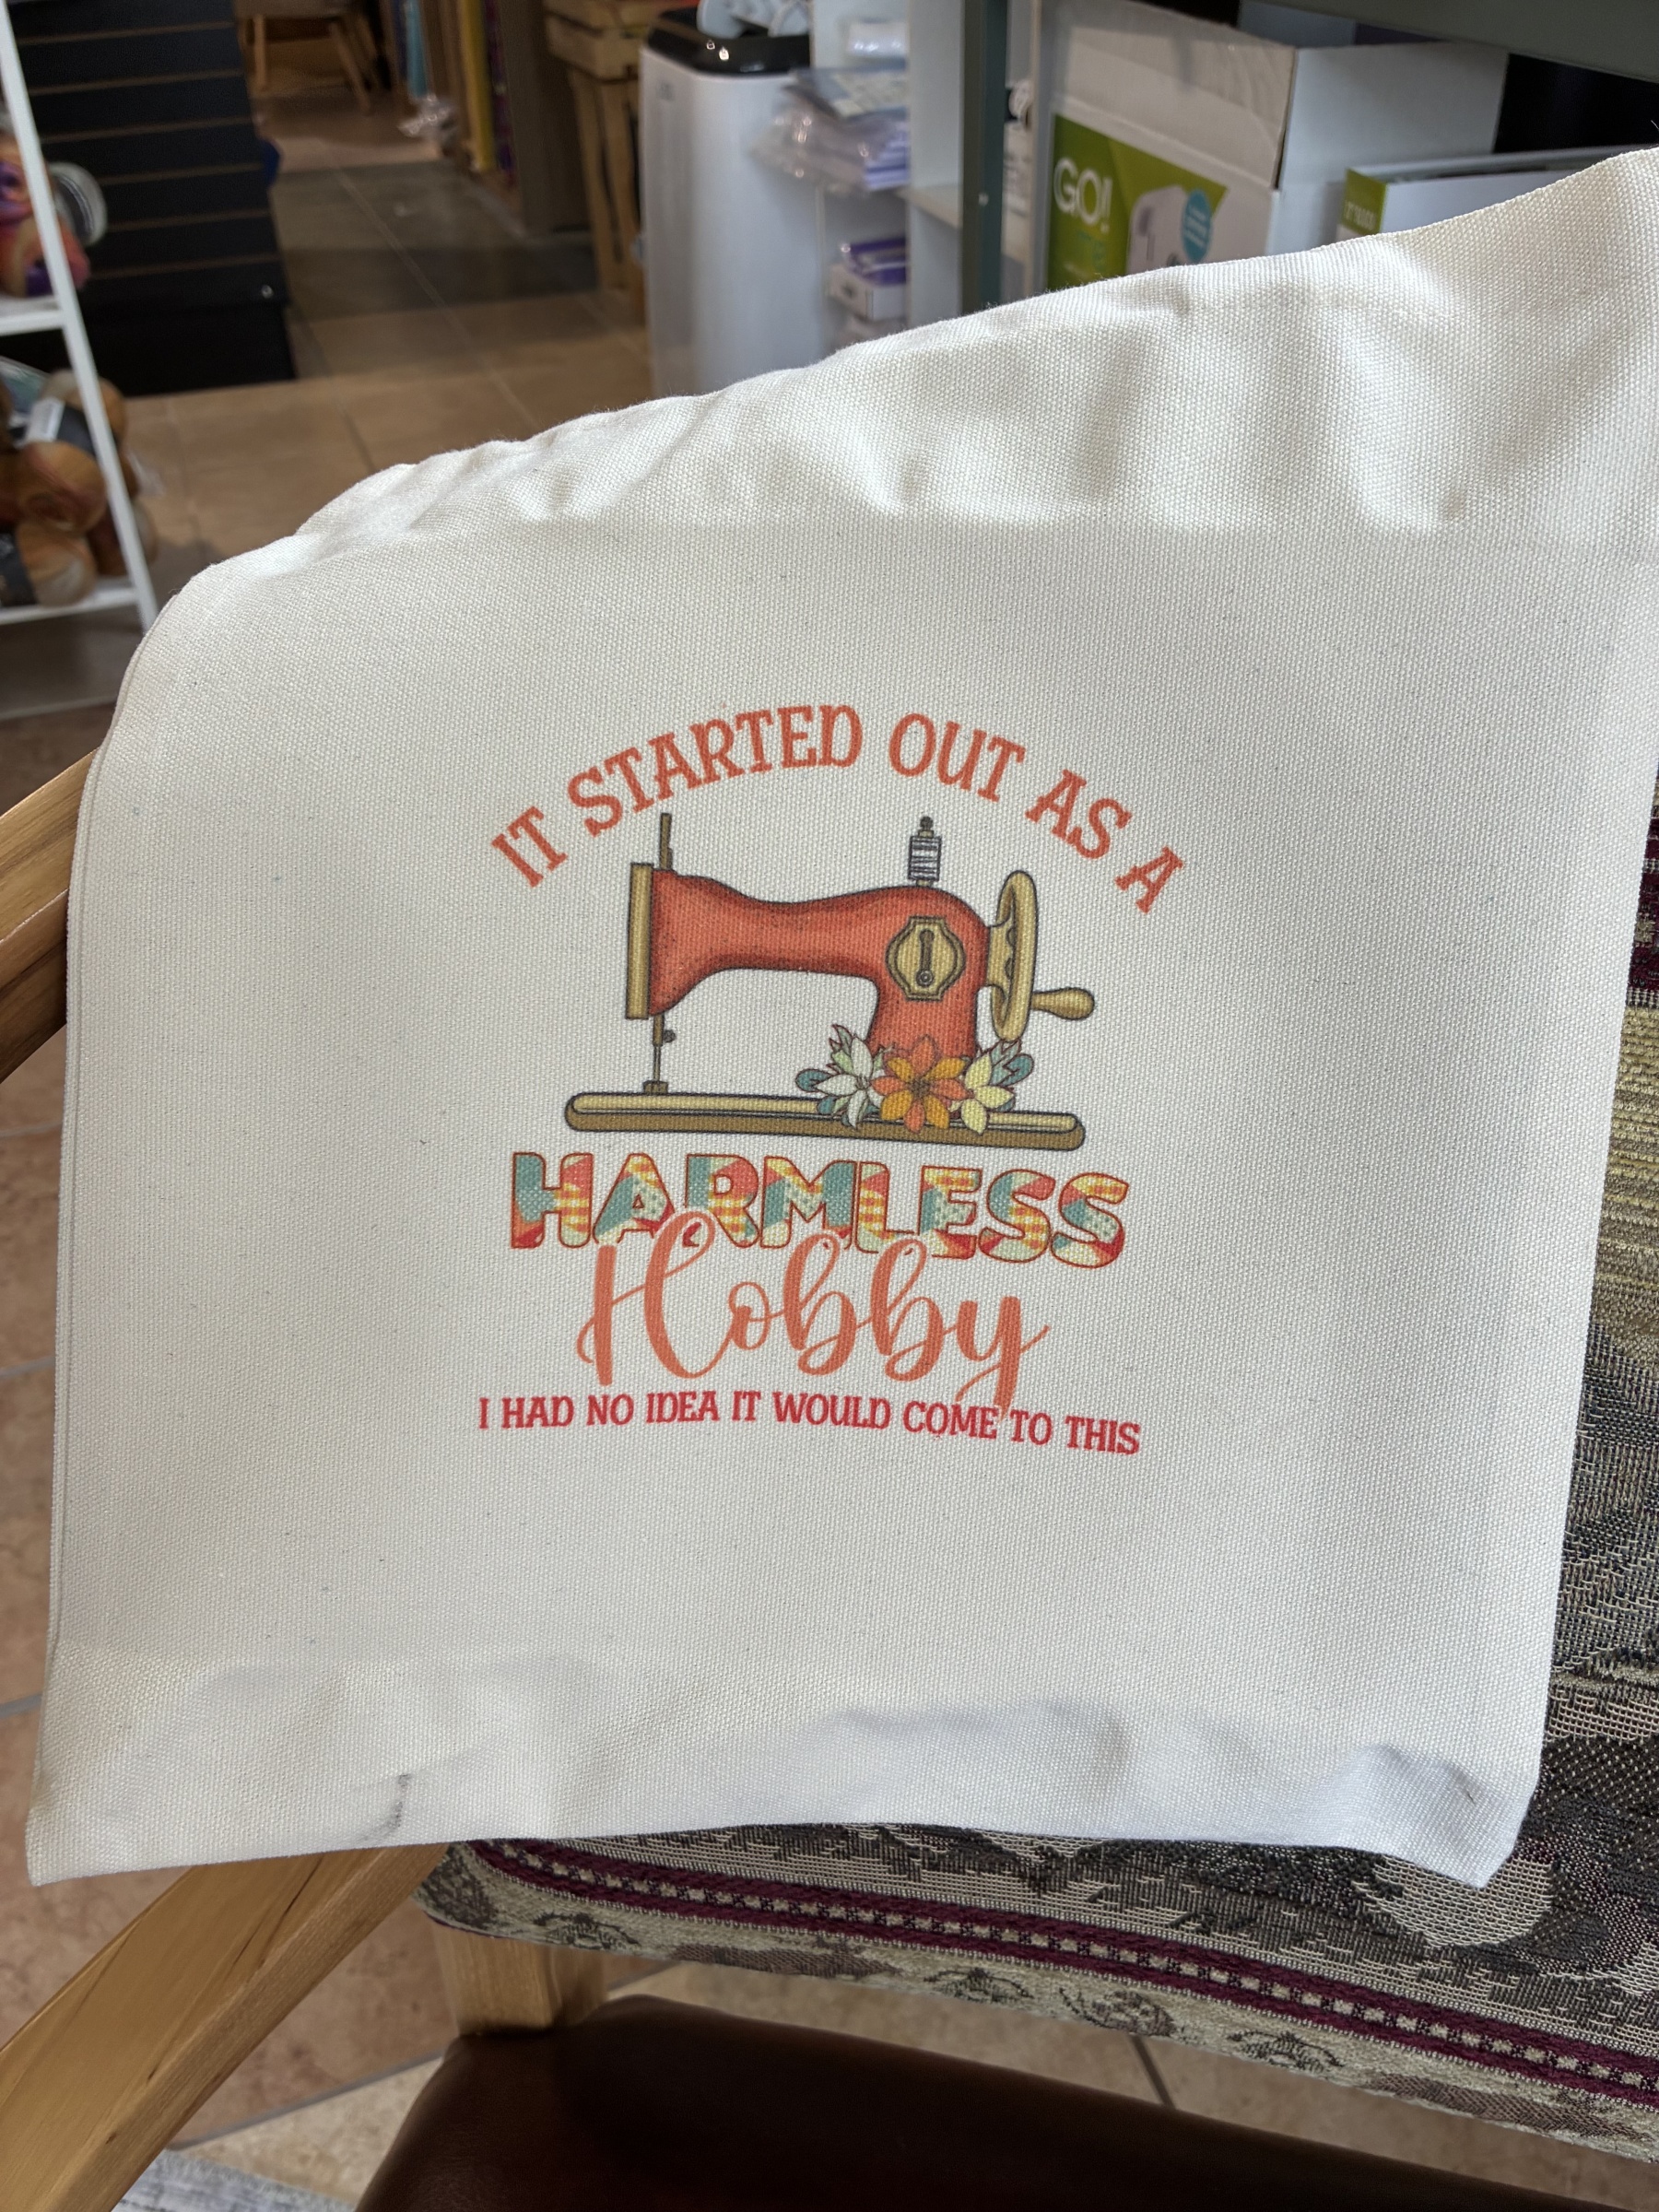 IT STARTED OUT AS A
HARMLESS
Hobby
I HAD NO IDEA IT WOULD COME TO THIS
GO!